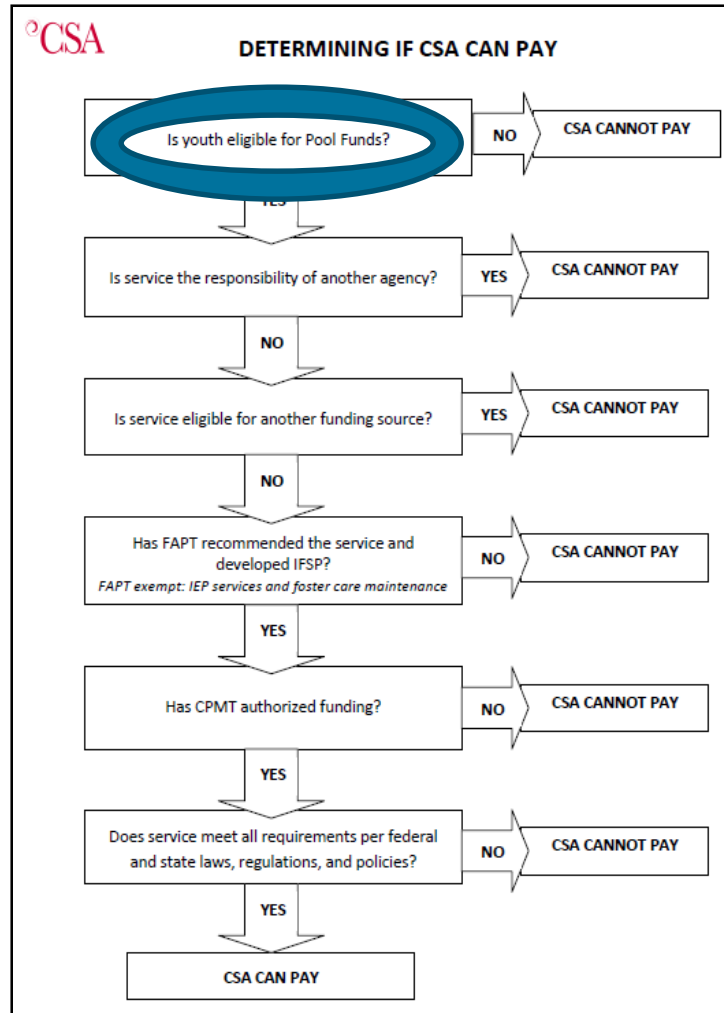 CSA
DETERMINING IF CSA CAN PAY
Is youth eligible for Pool Funds?
NO
CSA CANNOT PAY
YES
Is service the responsibility of another agency?
YES
CSA CANNOT PAY
NO
Is service eligible for another funding source?
YES
CSA CANNOT PAY
NO
Has FAPT recommended the service and
developed IFSP?
FAPT exempt: IEP services and foster care maintenance
NO
CSA CANNOT PAY
YES
Has CPMT authorized funding?
NO
CSA CANNOT PAY
YES
Does service meet all requirements per federal
and state laws, regulations, and policies?
NO
CSA CANNOT PAY
YES
CSA CAN PAY